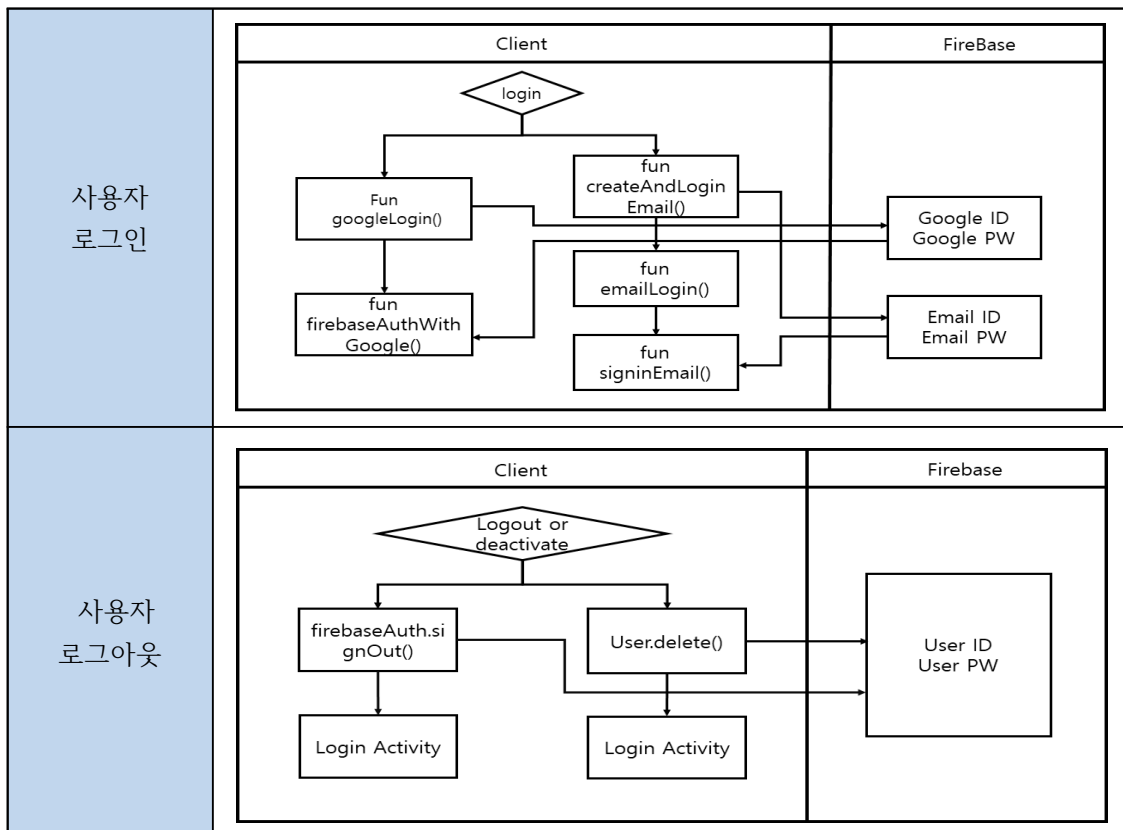 사용자
로그인
Client
FireBase
login
Fun
googleLogin()
fun
createAndLogin
Email()
Google ID
Google PW
fun
emailLogin()
fun
firebaseAuthWith
Google()
Email ID
Email PW
fun
signinEmail()
사용자
로그아웃
Client
Firebase
Logout or
deactivate
firebaseAuth.si
gnOut()
User.delete()
User ID
User PW
Login Activity
Login Activity